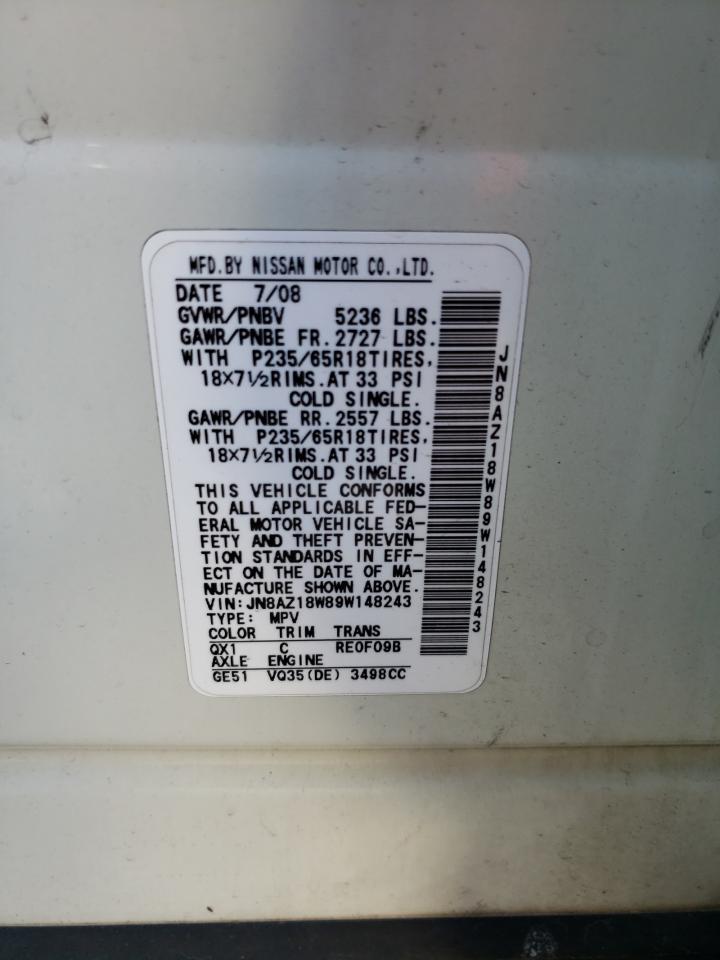 MFD.BY NISSAN MOTOR CO.,LTD.
DATE 7/08
GVWR/PNBV 5236 LBS.
GAWR/PNBE FR. 2727 LBS.
WITH P235/65R18TIRES,
18X7½RIMS.AT 33 PSI
COLD SINGLE.
GAWR/PNBE RR. 2557 LBS.
WITH P235/65R18TIRES,
18X7½RIMS.AT 33 PSI
COLD SINGLE.
THIS VEHICLE CONFORMS
TO ALL APPLICABLE FED-
ERAL MOTOR VEHICLE SA-
FETY AND THEFT PREVEN-
TION STANDARDS IN EFF-
ECT ON THE DATE OF MA-
NUFACTURE SHOWN ABOVE.
VIN:JN8AZ18W89W148243
TYPE: MPV
COLOR TRIM TRANS
QX1 C RE0F09B
AXLE ENGINE
GE51 VQ35(DE) 3498CC
JN8AZ18W89W148243